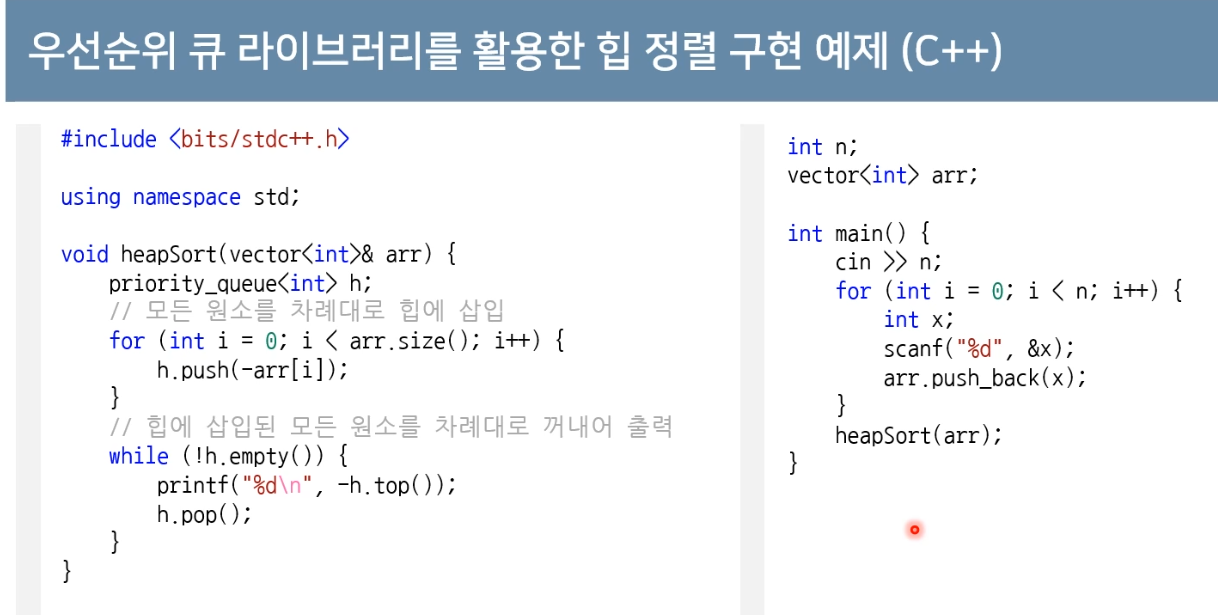 우선순위 큐 라이브러리를 활용한 힙 정렬 구현 예제 (C++)
#include <bits/stdc++.h>
using namespace std;
void heapSort(vector<int>& arr) {
priority_queue<int> h;
// 모든 원소를 차례대로 힙에 삽입
for (int i = 0; i < arr.size(); i++) {
h.push(-arr[i]);
}
// 힙에 삽입된 모든 원소를 차례대로 꺼내어 출력
while (!h.empty()) {
printf("%d\n", -h.top());
h.pop();
}
}
int n;
vector<int> arr;
int main() {
cin >> n;
for (int i = 0; i < n; i++) {
int x;
scanf("%d", &x);
arr.push_back(x);
}
heapSort(arr);
}